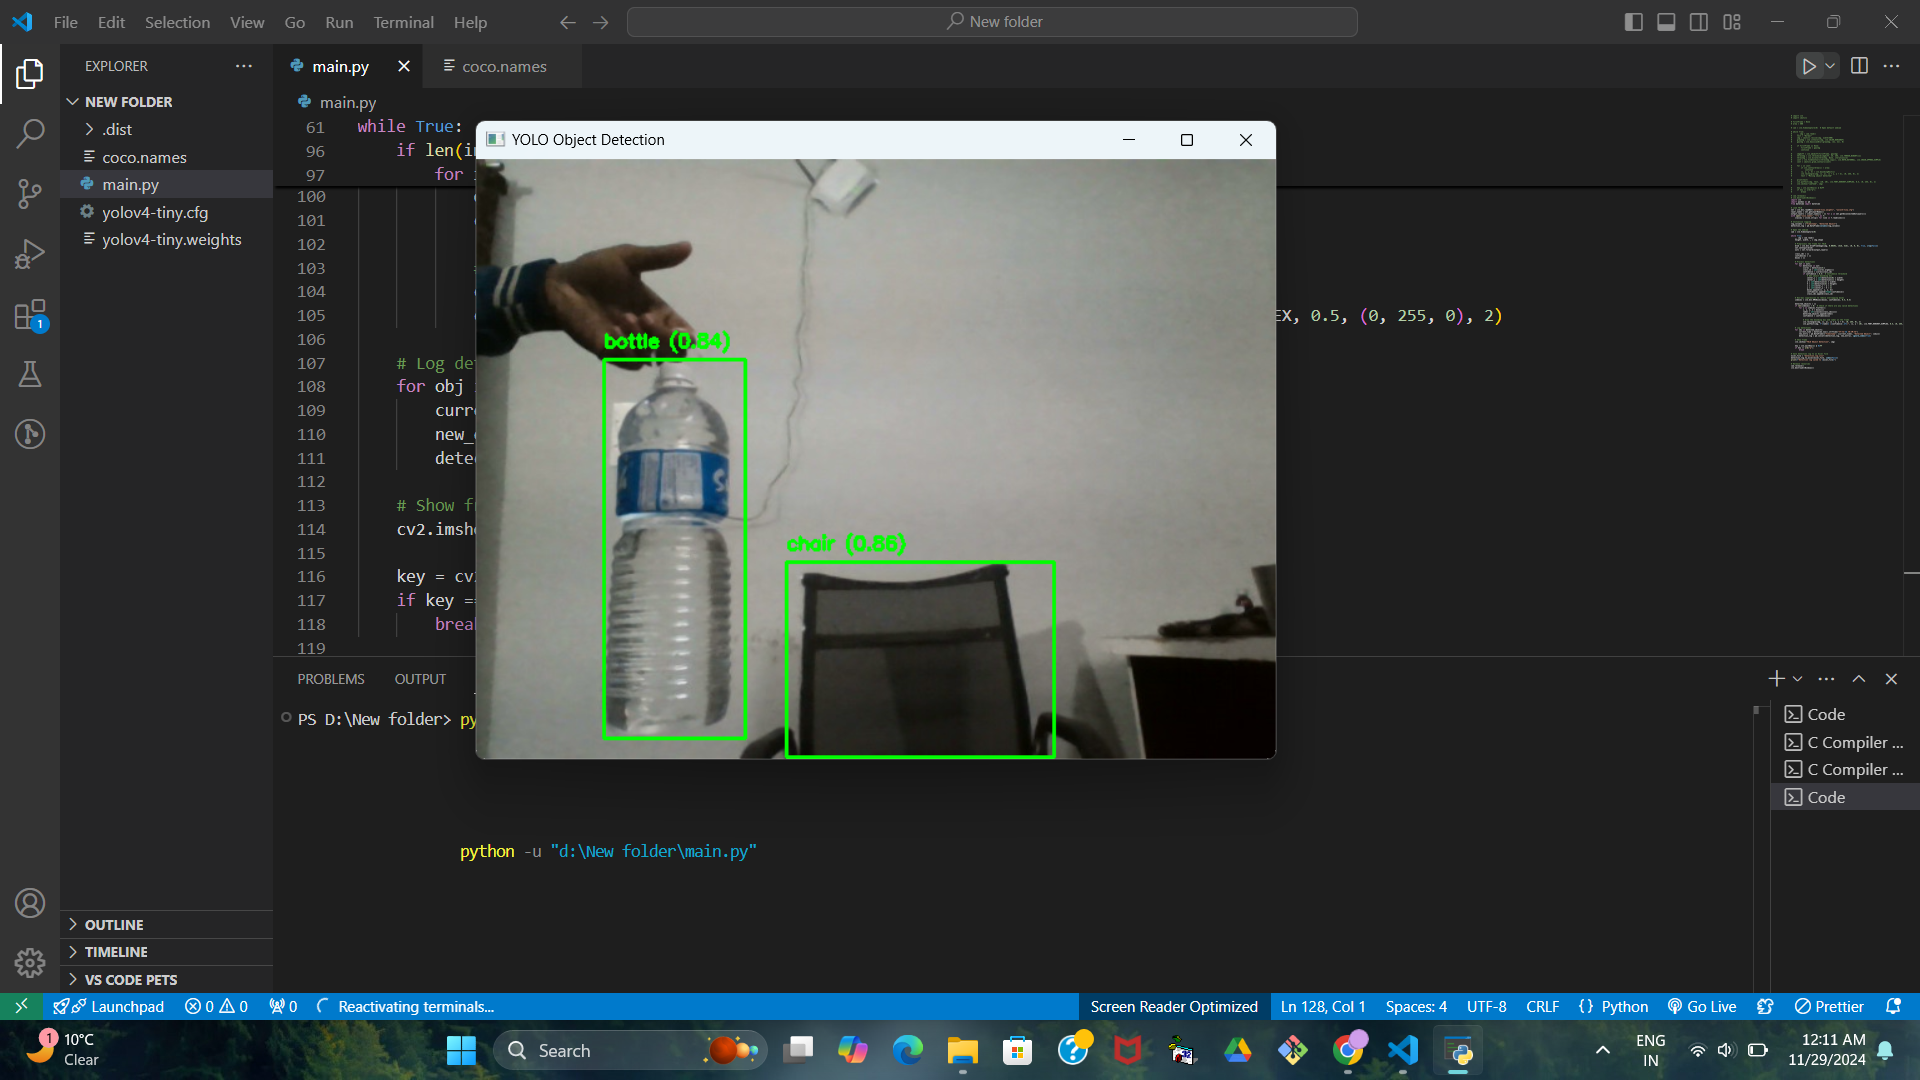 File Edit Selection View Go Run Terminal Help
New folder
EXPLORER
NEW FOLDER
.dist
coco.names
main.py
yolov4-tiny.cfg
yolov4-tiny.weights
OUTLINE
TIMELINE
VS CODE PETS
1
main.py
coco.names
main.py
61 while True:
96 if len(i
97 for
100
101
102
103 #
104
105 EX, 0.5, (0, 255, 0), 2)
106
107 # Log de
108 for obj
109 curr
110 new_
111 dete
112
113 # Show f
114 cv2.imsh
115
116 key = cv
117 if key ==
118 brea
119
YOLO Object Detection
bottle (0.84)
chair (0.86)
PROBLEMS OUTPUT
PS D:\New folder> py
python -u "d:\New folder\main.py"
Code
C Compiler ...
C Compiler ...
Code
Launchpad 0 0 0 Reactivating terminals... Screen Reader Optimized Ln 128, Col 1 Spaces: 4 UTF-8 CRLF {} Python Go Live Prettier
1
10°C
Clear
Search
ENG
IN
12:11 AM
11/29/2024